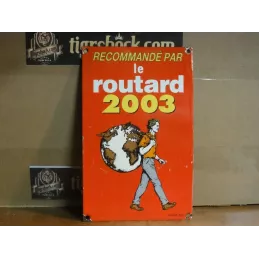 tigrebock.com
RECOMMANDÉ PAR
le
routard
2003